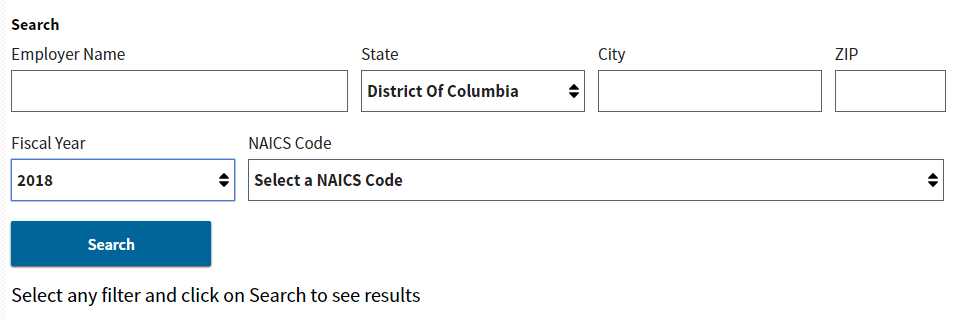 Search
Employer Name State City ZIP
District Of Columbia
Fiscal Year NAICS Code
2018 Select a NAICS Code
Search
Select any filter and click on Search to see results